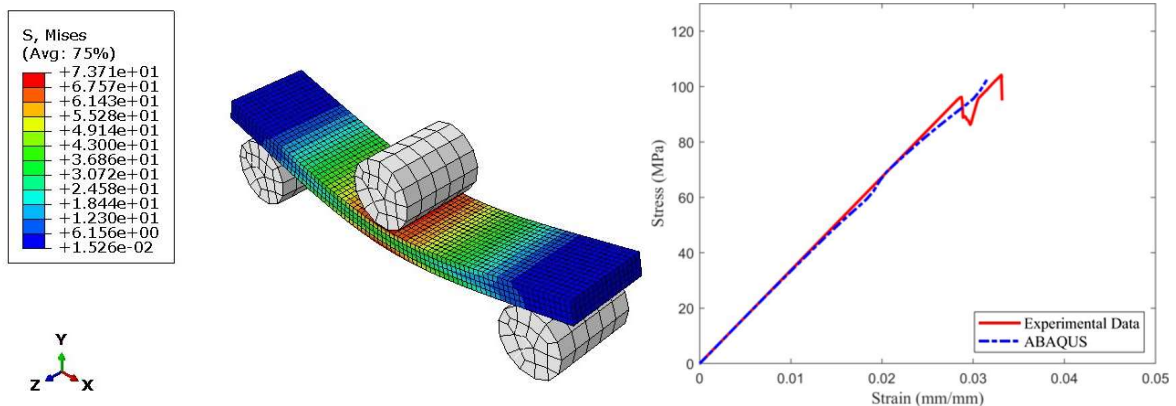 S, Mises
(Avg: 75%)
+7.371e+01
+6.757e+01
+6.143e+01
+5.528e+01
+4.914e+01
+4.300e+01
+3.686e+01
+3.072e+01
+2.458e+01
+1.844e+01
+1.230e+01
+6.156e+00
+1.526e-02
Y
Z X
120
100
80
60
40
20
0
Stress (MPa)
0 0.01 0.02 0.03 0.04 0.05
Strain (mm/mm)
Experimental Data
ABAQUS